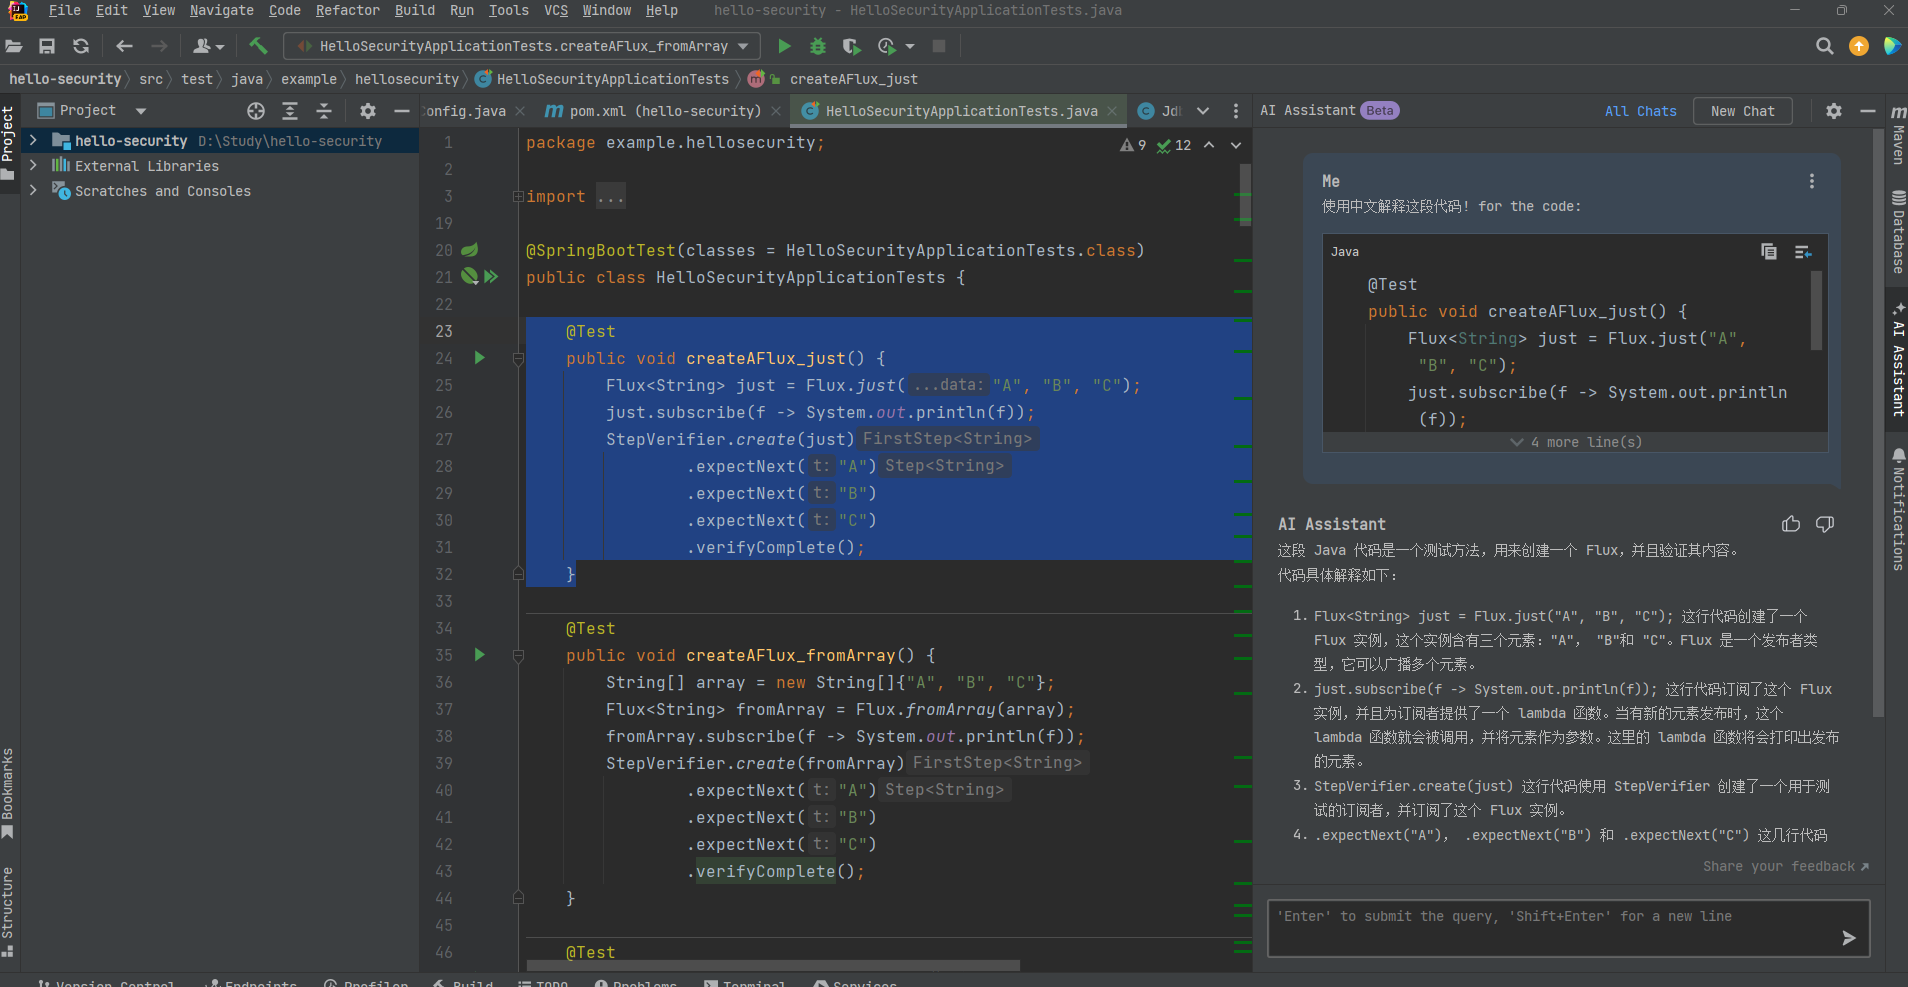 File Edit View Navigate Code Refactor Build Run Tools VCS Window Help hello-security - HelloSecurityApplicationTests.java
HelloSecurityApplicationTests.createAFlux_fromArray
hello-security src test java example hellosecurity HelloSecurityApplicationTests createAFlux_just
Project
onfig.java pom.xml (hello-security) HelloSecurityApplicationTests.java
AI Assistant Beta All Chats New Chat
Project
hello-security D:\Study\hello-security
External Libraries
Scratches and Consoles
Bookmarks
Structure
1 package example.hellosecurity;
9 12
2
3 import ...
19
20 @SpringBootTest(classes = HelloSecurityApplicationTests.class)
21 public class HelloSecurityApplicationTests {
22
23 @Test
24 public void createAFlux_just() {
25 Flux<String> just = Flux.just( ...data: "A", "B", "C");
26 just.subscribe(f -> System.out.println(f));
27 StepVerifier.create(just) FirstStep<String>
28 .expectNext( t: "A") Step<String>
29 .expectNext( t: "B")
30 .expectNext( t: "C")
31 .verifyComplete();
32 }
33
34 @Test
35 public void createAFlux_fromArray() {
36 String[] array = new String[]{"A", "B", "C"};
37 Flux<String> fromArray = Flux.fromArray(array);
38 fromArray.subscribe(f -> System.out.println(f));
39 StepVerifier.create(fromArray) FirstStep<String>
40 .expectNext( t: "A") Step<String>
41 .expectNext( t: "B")
42 .expectNext( t: "C")
43 .verifyComplete();
44 }
45
46 @Test
Me
使用中文解释这段代码! for the code:
Java
@Test
public void createAFlux_just() {
Flux<String> just = Flux.just("A",
"B", "C");
just.subscribe(f -> System.out.println
(f));
4 more line(s)
AI Assistant
这段 Java 代码是一个测试方法，用来创建一个 Flux，并且验证其内容。
代码具体解释如下：
1. Flux<String> just = Flux.just("A", "B", "C"); 这行代码创建了一个
Flux 实例，这个实例含有三个元素："A"， "B"和 "C"。Flux 是一个发布者类
型，它可以广播多个元素。
2. just.subscribe(f -> System.out.println(f)); 这行代码订阅了这个 Flux
实例，并且为订阅者提供了一个 lambda 函数。当有新的元素发布时，这个
lambda 函数就会被调用，并将元素作为参数。这里的 lambda 函数将会打印出发布
的元素。
3. StepVerifier.create(just) 这行代码使用 StepVerifier 创建了一个用于测
试的订阅者，并订阅了这个 Flux 实例。
4. .expectNext("A")， .expectNext("B") 和 .expectNext("C") 这几行代码
Share your feedback
'Enter' to submit the query, 'Shift+Enter' for a new line
Maven
Database
AI Assistant
Notifications
Version Control Endpoints Profiler Build TODO Problems Terminal Services